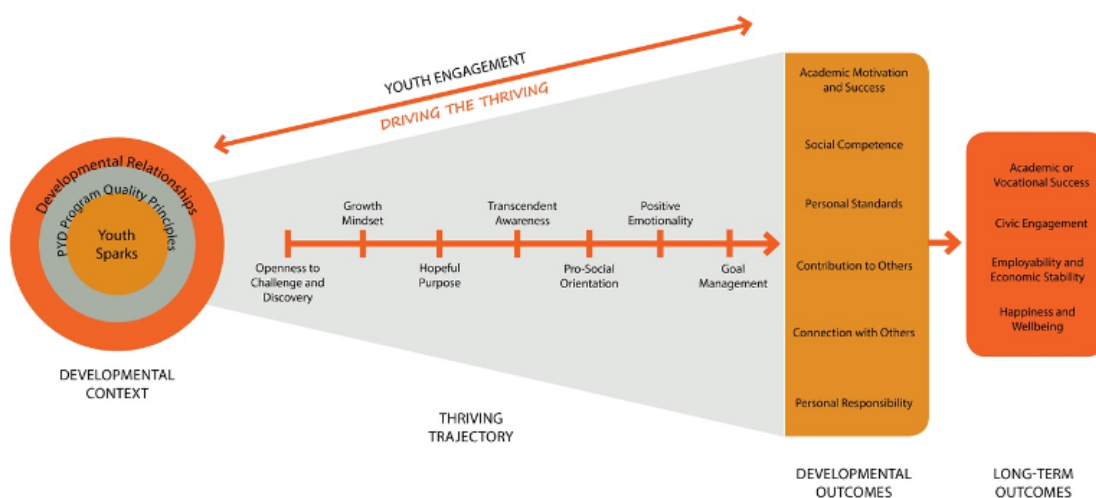 YOUTH ENGAGEMENT
DRIVING THE THRIVING
Developmental Relationships
PYD Program Quality Principles
Youth
Sparks
DEVELOPMENTAL
CONTEXT
Growth
Mindset
Transcendent
Awareness
Positive
Emotionality
Openness to
Challenge and
Discovery
Hopeful
Purpose
Pro-Social
Orientation
Goal
Management
THRIVING
TRAJECTORY
Academic Motivation
and Success
Social Competence
Personal Standards
Contribution to Others
Connection with Others
Personal Responsibility
DEVELOPMENTAL
OUTCOMES
Academic or
Vocational Success
Civic Engagement
Employability and
Economic Stability
Happiness and
Wellbeing
LONG-TERM
OUTCOMES